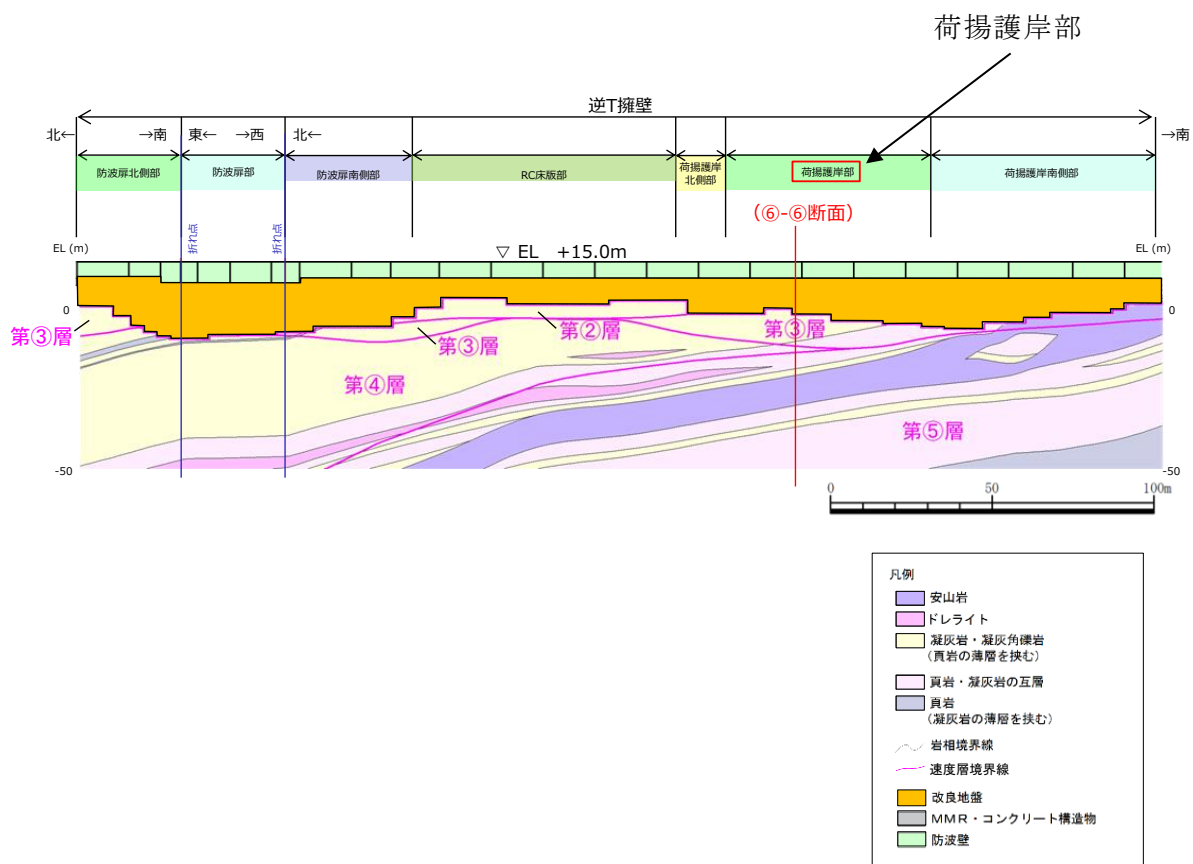 荷揚護岸部
逆T擁壁
北←
→南
東←
→西
北←
→南
防波扉北側部
防波扉部
防波扉南側部
RC床版部
荷揚護岸
北側部
荷揚護岸部
荷揚護岸南側部
(⑥-⑥断面)
折れ点
折れ点
EL (m)
▽ EL +15.0m
EL (m)
0
0
第③層
第②層
第③層
第③層
第④層
第⑤層
-50
-50
0
50
100m
凡例
安山岩
ドレライト
凝灰岩・凝灰角礫岩
(頁岩の薄層を挟む)
頁岩・凝灰岩の互層
頁岩
(凝灰岩の薄層を挟む)
岩相境界線
速度層境界線
改良地盤
MMR・コンクリート構造物
防波壁